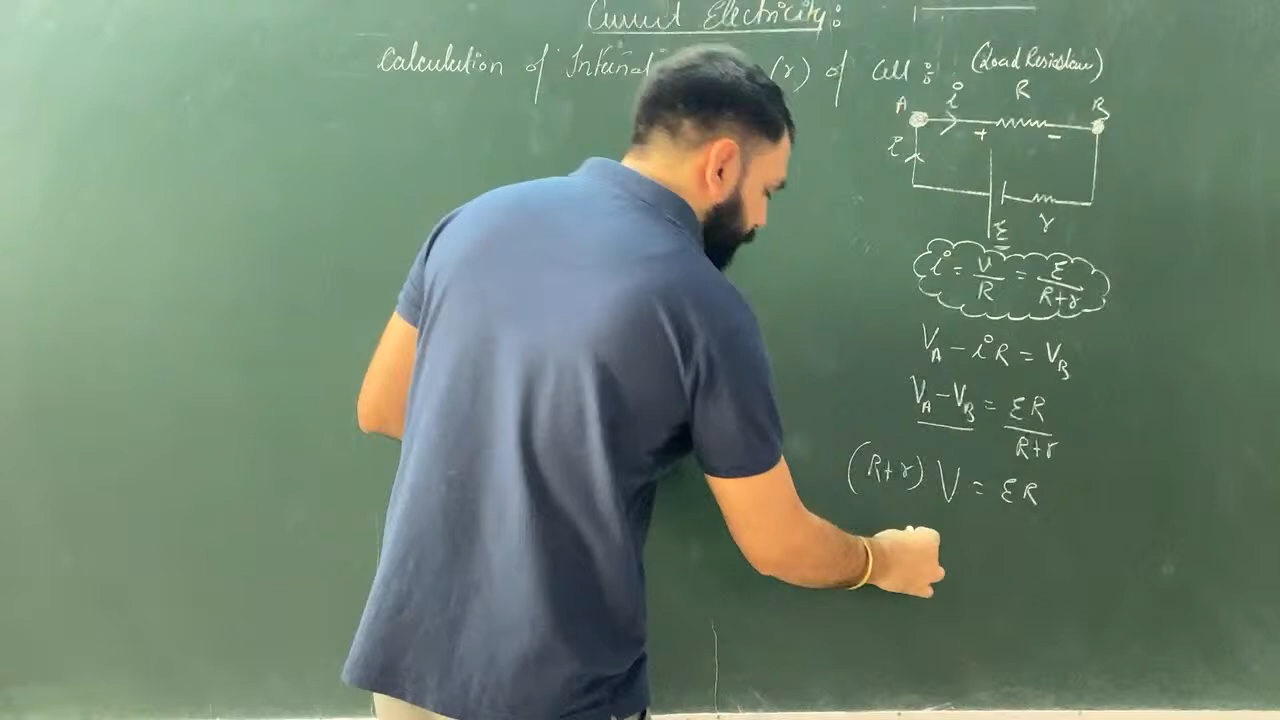 Current Electricity:
Calculation of Internal (r) of cell:
(Load Resistance)
R
A
i
B
+ -
i
r
ε
i = V/R = ε/R+r
V_A - iR = V_B
V_A - V_B = εR/R+r
(R+r) V = εR